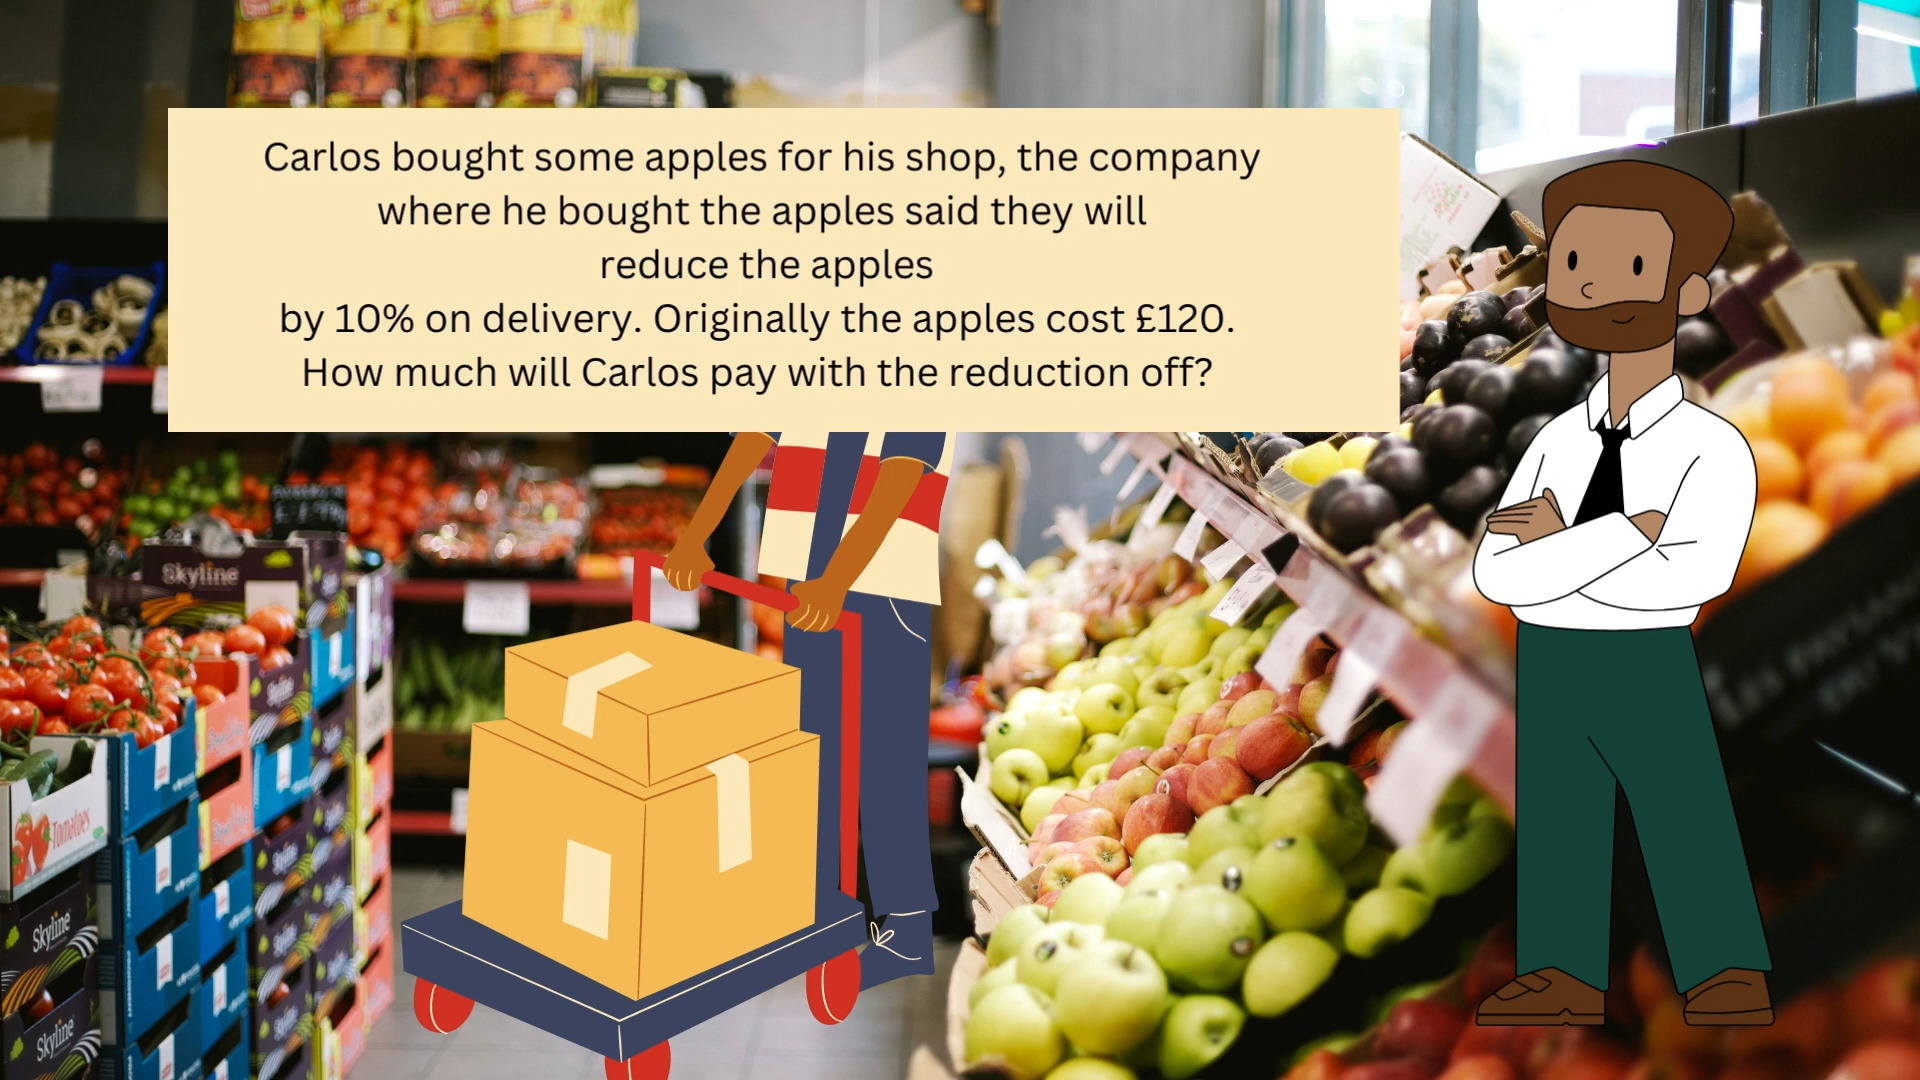 Carlos bought some apples for his shop, the company
where he bought the apples said they will
reduce the apples
by 10% on delivery. Originally the apples cost £120.
How much will Carlos pay with the reduction off?
Skyline
Tomatoes
Skyline
Skyline